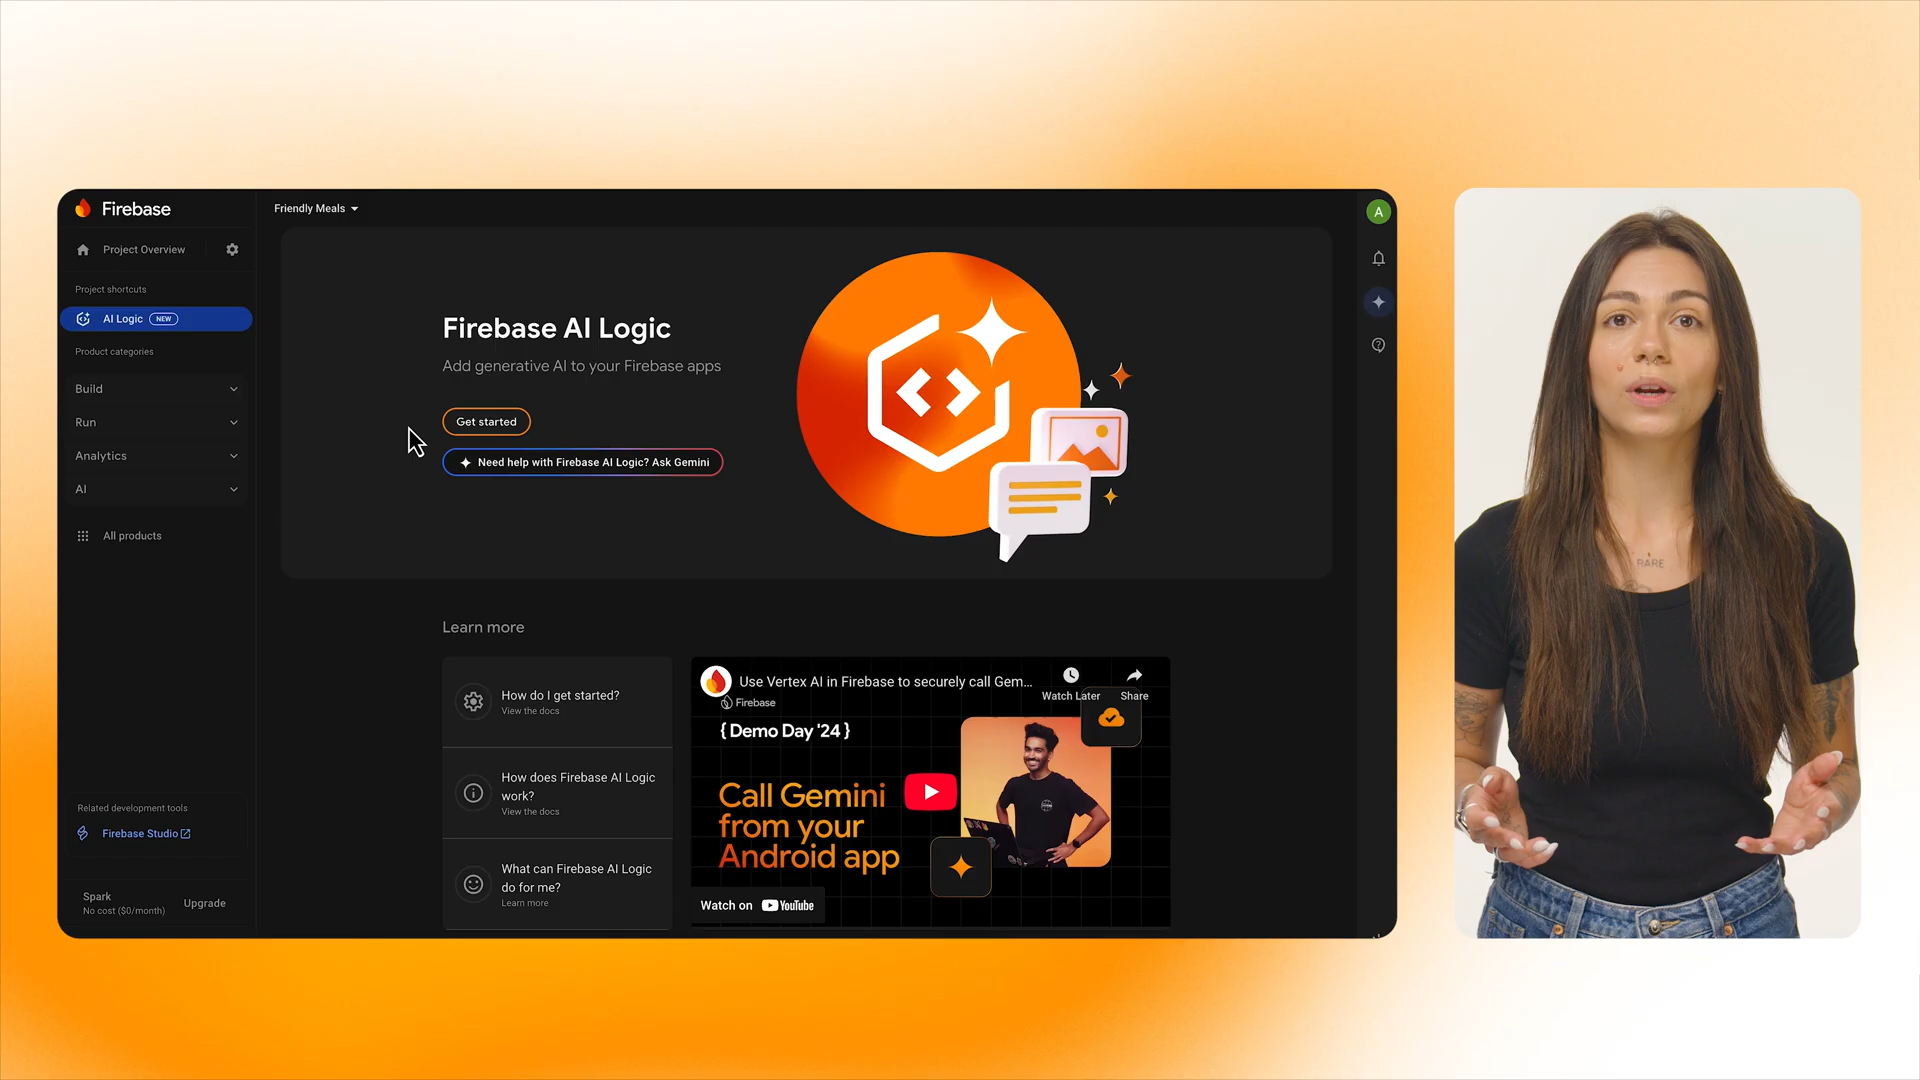 Firebase
Friendly Meals
A
Project Overview
Project shortcuts
AI Logic NEW
Product categories
Build
Run
Analytics
AI
All products
Related development tools
Firebase Studio
Spark
No cost ($0/month)
Upgrade
Firebase AI Logic
Add generative AI to your Firebase apps
Get started
Need help with Firebase AI Logic? Ask Gemini
Learn more
How do I get started?
View the docs
How does Firebase AI Logic
work?
View the docs
What can Firebase AI Logic
do for me?
Learn more
Use Vertex AI in Firebase to securely call Gem...
Firebase
Watch Later
Share
{ Demo Day '24 }
Call Gemini
from your
Android app
Watch on YouTube
RARE